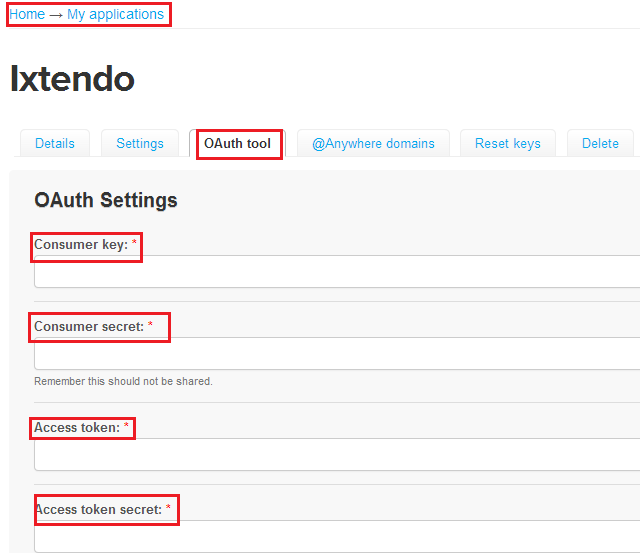 Home → My applications
Ixtendo
Details Settings OAuth tool @Anywhere domains Reset keys Delete
OAuth Settings
Consumer key: *
Consumer secret: *
Remember this should not be shared.
Access token: *
Access token secret: *